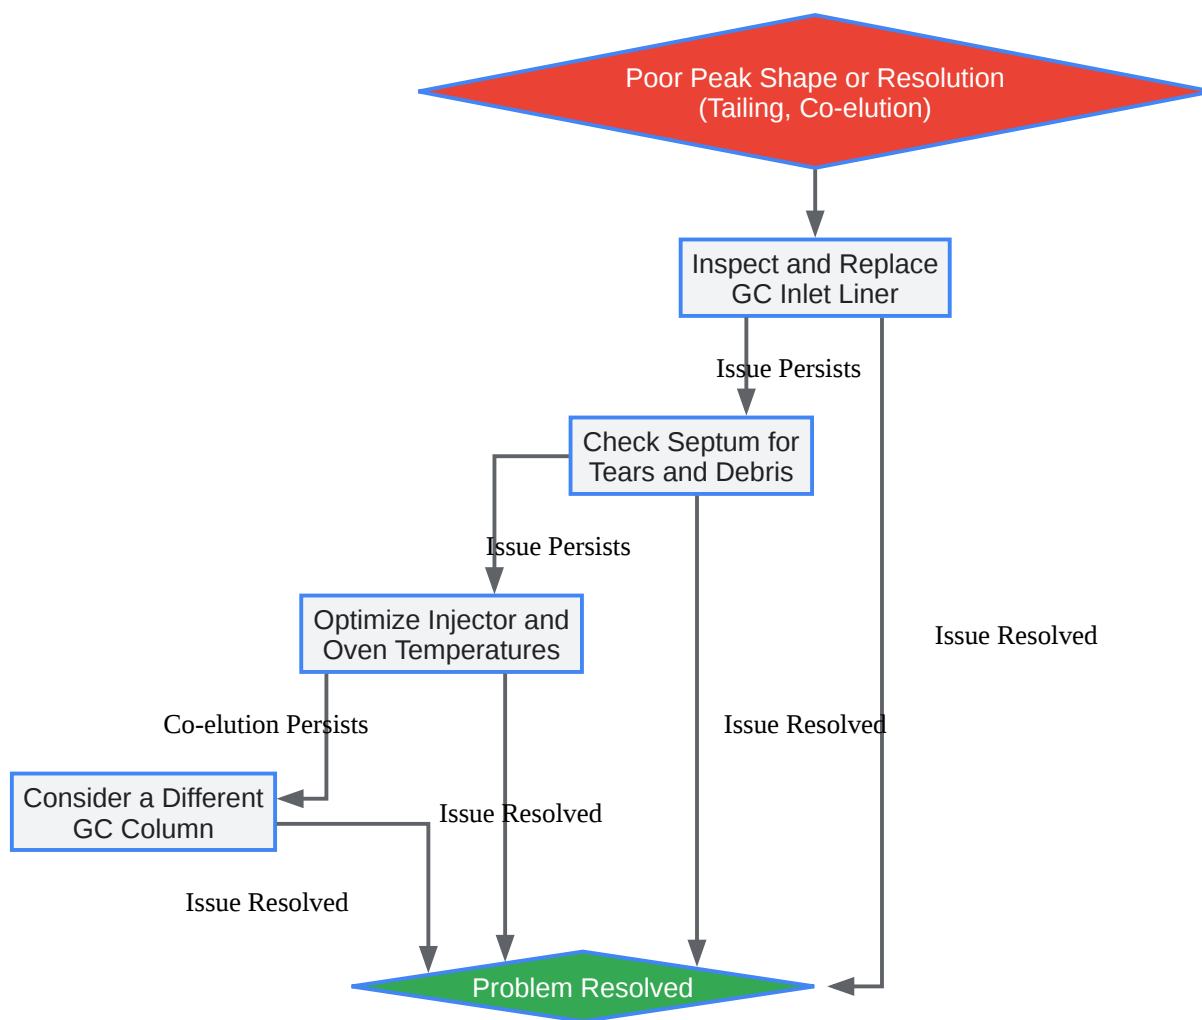 Poor Peak Shape or Resolution
(Tailing, Co-elution)
Inspect and Replace
GC Inlet Liner
Issue Persists
Check Septum for
Tears and Debris
Issue Persists
Optimize Injector and
Oven Temperatures
Issue Resolved
Co-elution Persists
Issue Resolved
Consider a Different
GC Column
Issue Resolved
Issue Resolved
Problem Resolved